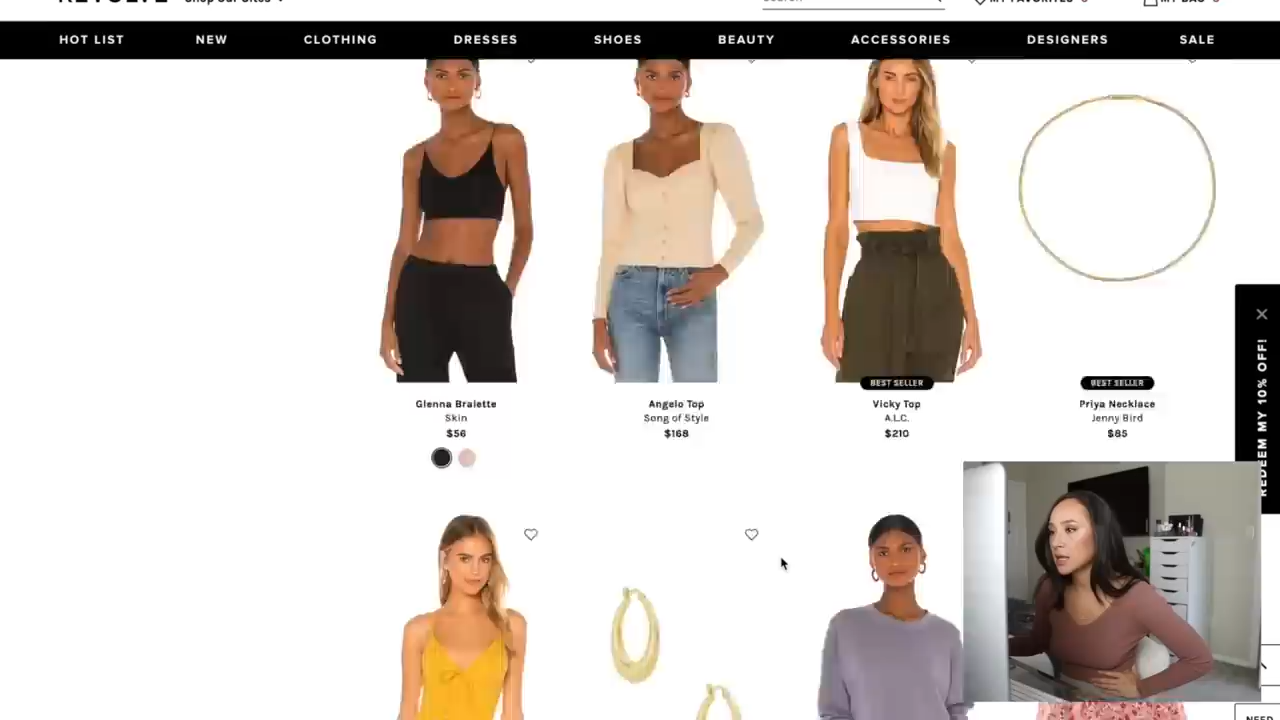 HOT LIST NEW CLOTHING DRESSES SHOES BEAUTY ACCESSORIES DESIGNERS SALE
BEST SELLER BEST SELLER
Glenna Bralette Angelo Top Vicky Top Priya Necklace
Skin Song of Style A.L.C. Jenny Bird
$56 $168 $210 $85
REDEEM MY 10% OFF!
NEED